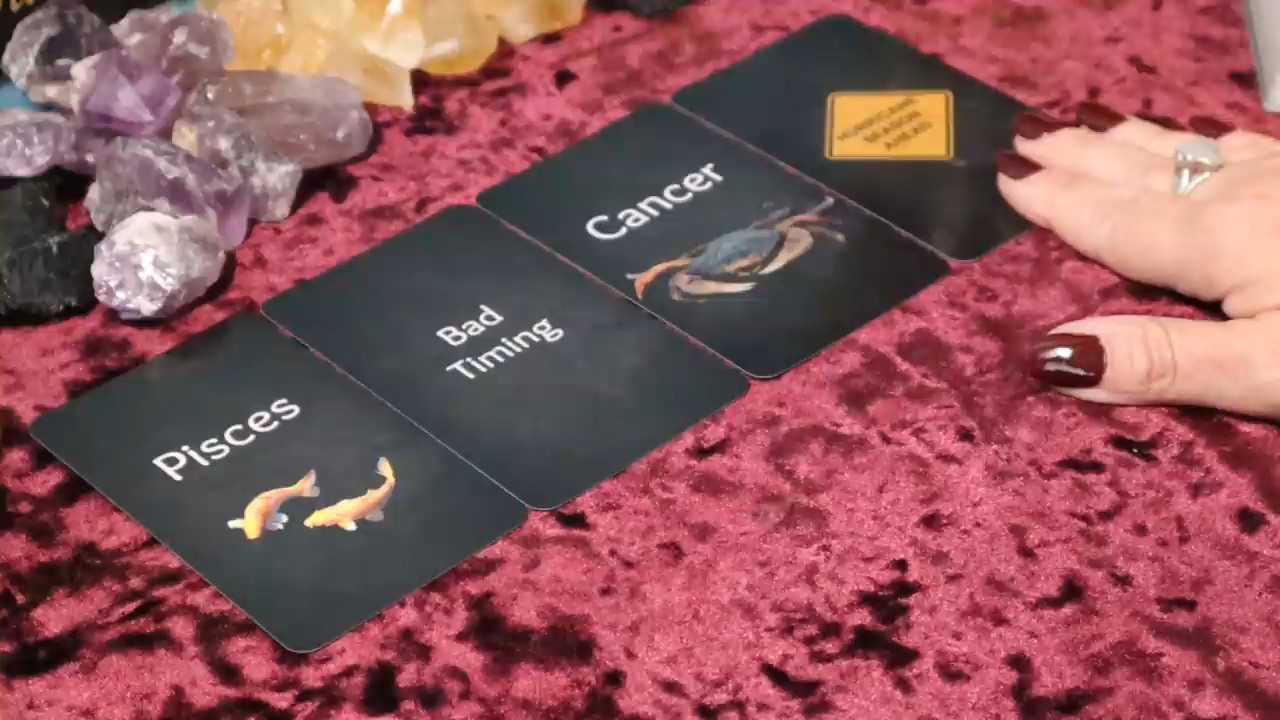 Pisces
Bad
Timing
Cancer
HURRICANE
SEASON
AHEAD